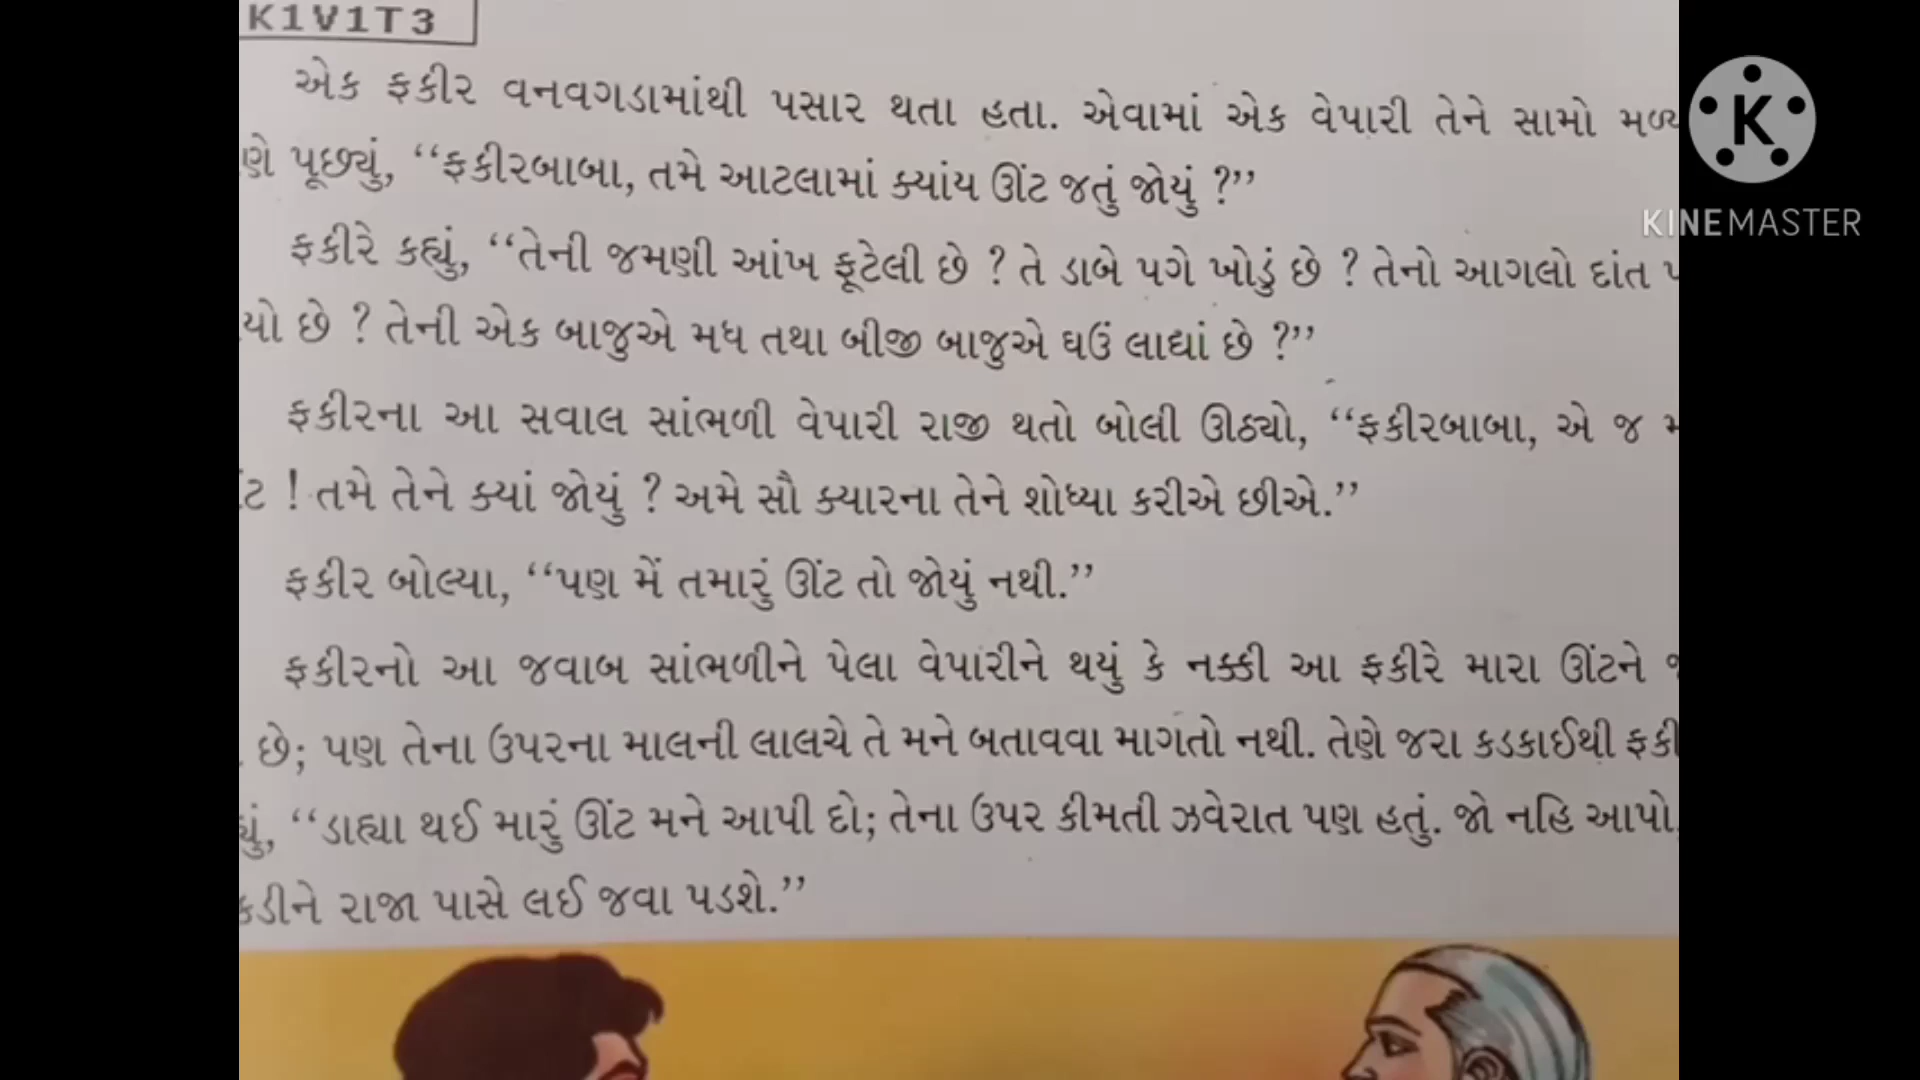 K1V1T3
એક ફકીર વનવગડામાંથી પસાર થતા હતા. એવામાં એક વેપારી તેને સામો
પૂછ્યું, ‘‘ફકીરબાબા, તમે આટલામાં ક્યાંય ઊંટ જતું જોયું ?’’
ફકીરે કહ્યું, ‘‘તેની જમણી આંખ ફૂટેલી છે ? તે ડાબે પગે ખોડું છે ? તેનો આગલો દાંત
છે ? તેની એક બાજુએ મધ તથા બીજી બાજુએ ઘઉં લાદ્યાં છે ?’’
ફકીરના આ સવાલ સાંભળી વેપારી રાજી થતો બોલી ઊઠ્યો, ‘‘ફકીરબાબા, એ જ
! તમે તેને ક્યાં જોયું ? અમે સૌ ક્યારના તેને શોધ્યા કરીએ છીએ.’’
ફકીર બોલ્યા, ‘‘પણ મેં તમારું ઊંટ તો જોયું નથી.’’
ફકીરનો આ જવાબ સાંભળીને પેલા વેપારીને થયું કે નક્કી આ ફકીરે મારા ઊંટને
છે; પણ તેના ઉપરના માલની લાલચે તે મને બતાવવા માગતો નથી. તેણે જરા કડકાઈથી
‘‘ડાહ્યા થઈ મારું ઊંટ મને આપી દો; તેના ઉપર કીમતી ઝવેરાત પણ હતું. જો નહિ આપો
રાજા પાસે લઈ જવા પડશે.’’
K
KINEMASTER